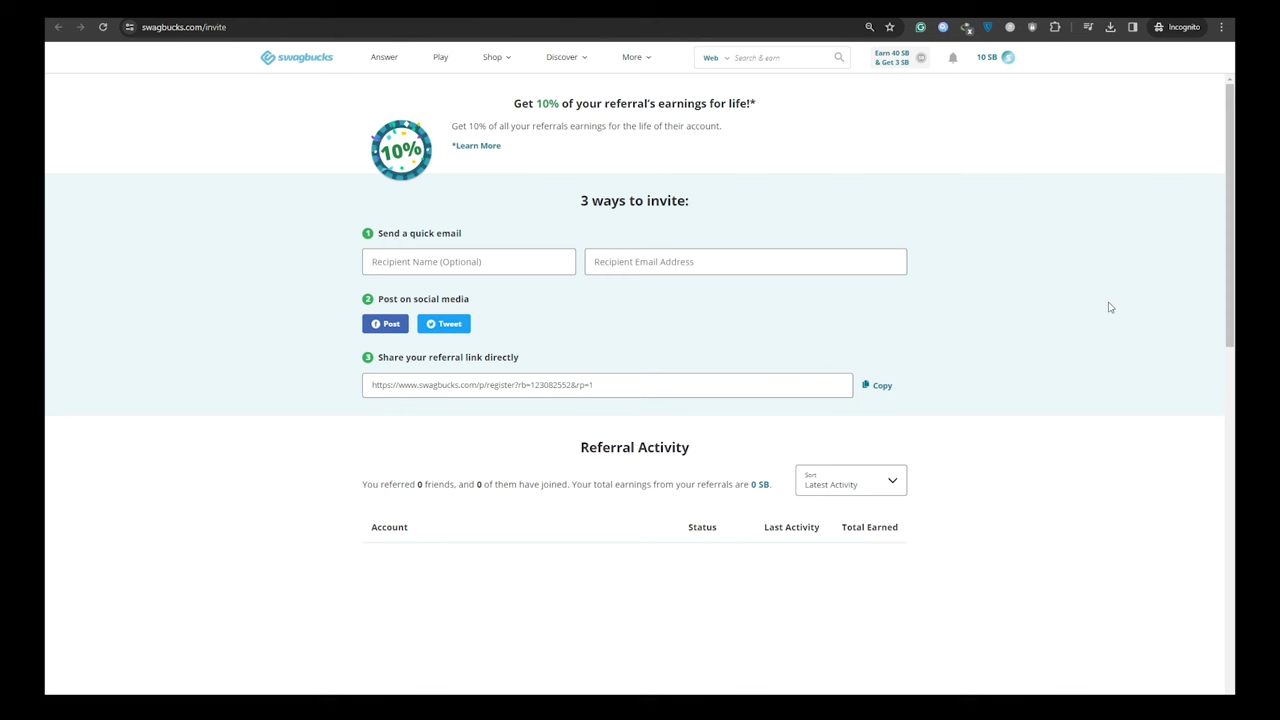 swagbucks.com/invite
Incognito
swagbucks
Answer
Play
Shop
Discover
More
Web
Search & earn
Earn 40 SB
& Get 3 SB
10 SB
Get 10% of your referral's earnings for life!*
Get 10% of all your referrals earnings for the life of their account.
10%
*Learn More
3 ways to invite:
1 Send a quick email
Recipient Name (Optional)
Recipient Email Address
2 Post on social media
Post
Tweet
3 Share your referral link directly
https://www.swagbucks.com/p/register?rb=123082552&rp=1
Copy
Referral Activity
You referred 0 friends, and 0 of them have joined. Your total earnings from your referrals are 0 SB.
Sort
Latest Activity
Account
Status
Last Activity
Total Earned